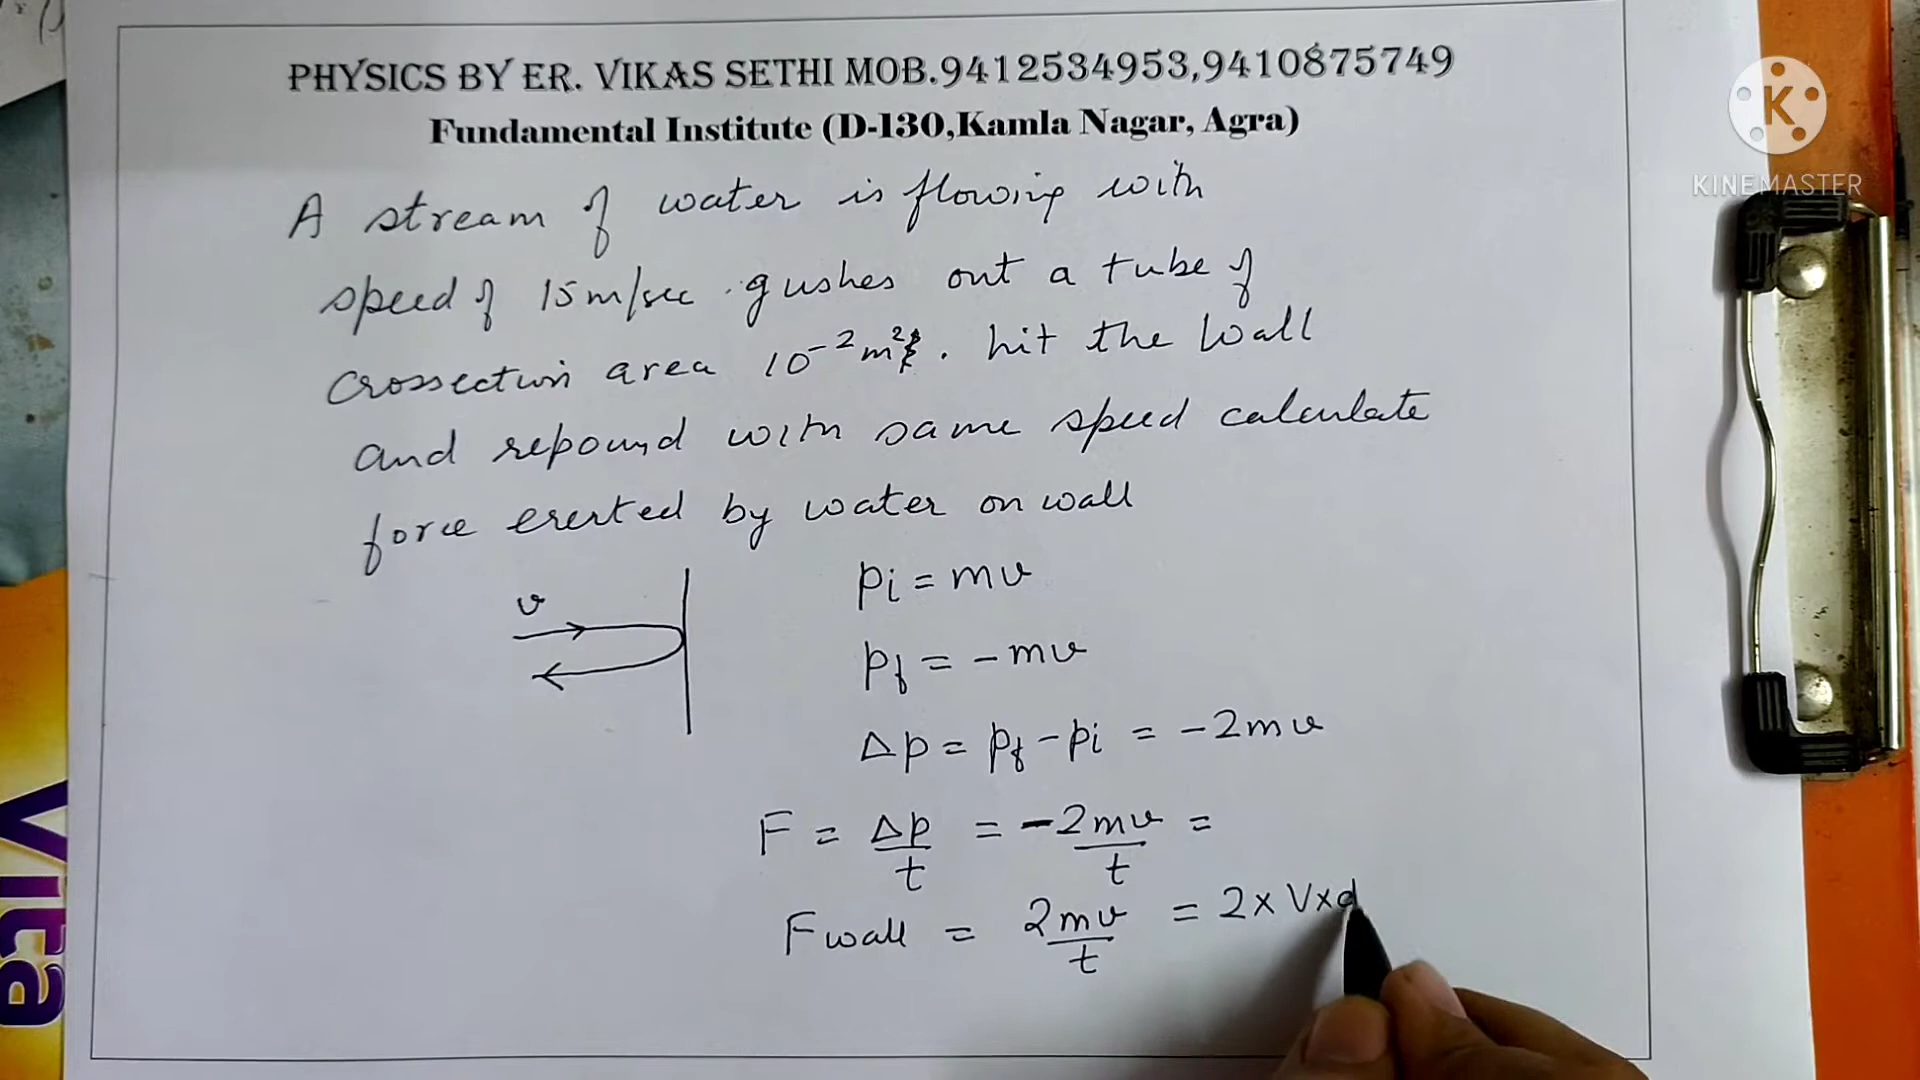 PHYSICS BY ER. VIKAS SETHI MOB.9412534953,9410875749
Fundamental Institute (D-130,Kamla Nagar, Agra)
K
KINEMASTER
A stream of water is flowing with
speed of 15m/sec . gushes out a tube of
crossection area 10⁻²m² . hit the wall
and repound with same speed calculate
force exerted by water on wall
v
pi = mv
pf = -mv
Δp = pf - pi = -2mv
F = Δp/t = -2mv/t =
Fwall = 2mv/t = 2 x V x d
Vita